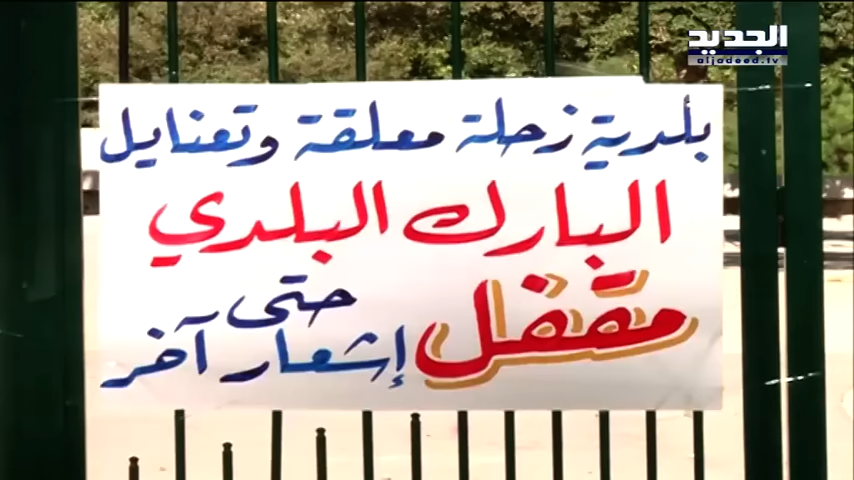 الجديد
aljadeed.tv
بلدية زحلة معلقة وتعنايل
البارك البلدي
مقفل حتى
إشعار آخر